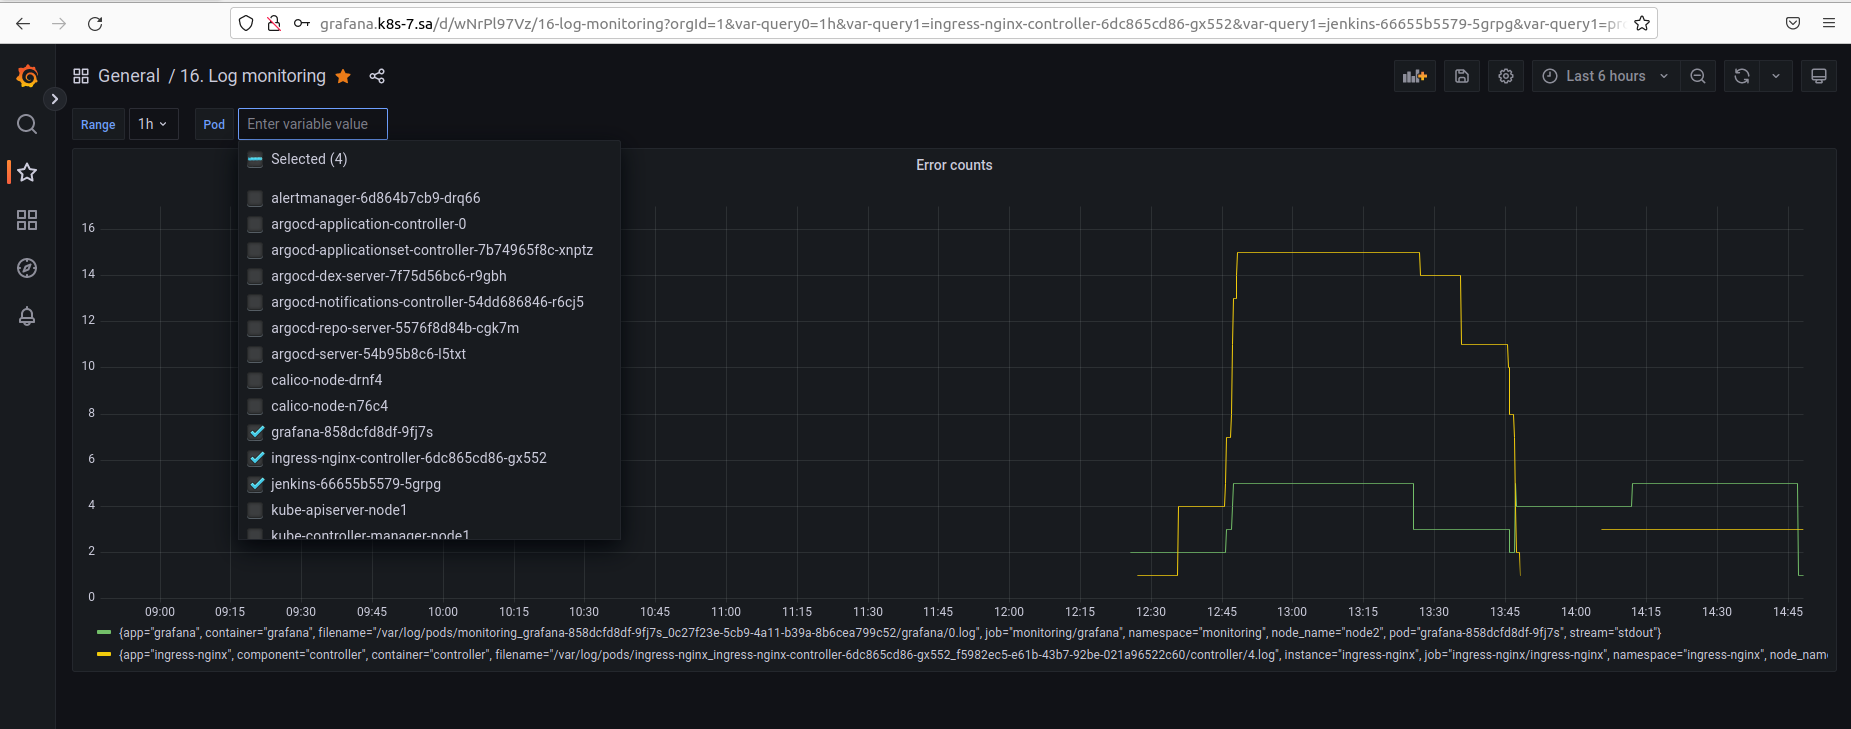 grafana.k8s-7.sa/d/wNrPl97Vz/16-log-monitoring?orgId=1&var-query0=1h&var-query1=ingress-nginx-controller-6dc865cd86-gx552&var-query1=jenkins-66655b5579-5grpg&var-query1=pr
General / 16. Log monitoring
Last 6 hours
Range 1h Pod Enter variable value
Selected (4)
Error counts
alertmanager-6d864b7cb9-drq66
argocd-application-controller-0
argocd-applicationset-controller-7b74965f8c-xnptz
argocd-dex-server-7f75d56bc6-r9gbh
argocd-notifications-controller-54dd686846-r6cj5
argocd-repo-server-5576f8d84b-cgk7m
argocd-server-54b95b8c6-l5txt
calico-node-drnf4
calico-node-n76c4
grafana-858dcfd8df-9fj7s
ingress-nginx-controller-6dc865cd86-gx552
jenkins-66655b5579-5grpg
kube-apiserver-node1
kube-controller-manager-node1
16
14
12
10
8
6
4
2
0
09:00 09:15 09:30 09:45 10:00 10:15 10:30 10:45 11:00 11:15 11:30 11:45 12:00 12:15 12:30 12:45 13:00 13:15 13:30 13:45 14:00 14:15 14:30 14:45
{app="grafana", container="grafana", filename="/var/log/pods/monitoring_grafana-858dcfd8df-9fj7s_0c27f23e-5cb9-4a11-b39a-8b6cea799c52/grafana/0.log", job="monitoring/grafana", namespace="monitoring", node_name="node2", pod="grafana-858dcfd8df-9fj7s", stream="stdout"}
{app="ingress-nginx", component="controller", container="controller", filename="/var/log/pods/ingress-nginx_ingress-nginx-controller-6dc865cd86-gx552_f5982ec5-e61b-43b7-92be-021a96522c60/controller/4.log", instance="ingress-nginx", job="ingress-nginx/ingress-nginx", namespace="ingress-nginx", node_nam